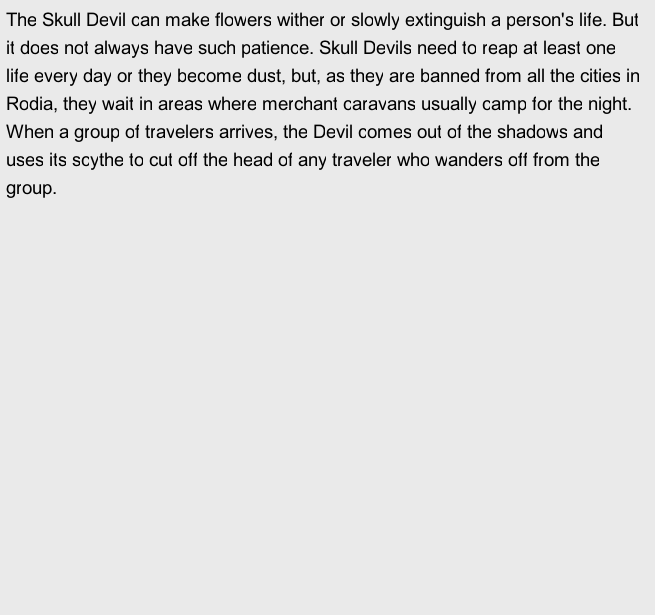 The Skull Devil can make flowers wither or slowly extinguish a person's life. But
it does not always have such patience. Skull Devils need to reap at least one
life every day or they become dust, but, as they are banned from all the cities in
Rodia, they wait in areas where merchant caravans usually camp for the night.
When a group of travelers arrives, the Devil comes out of the shadows and
uses its scythe to cut off the head of any traveler who wanders off from the
group.